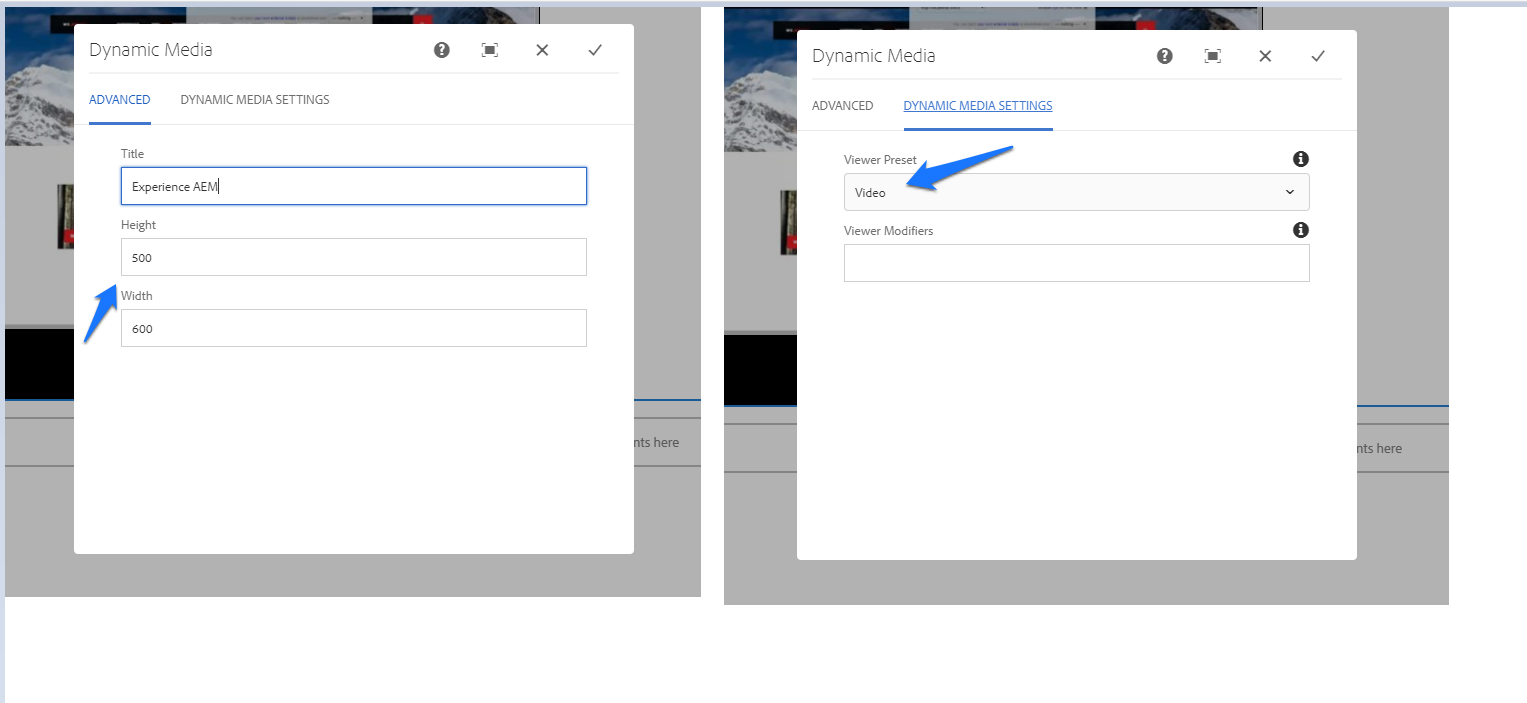 Dynamic Media
ADVANCED DYNAMIC MEDIA SETTINGS
Title
Experience AEM
Height
500
Width
600
nts here
Dynamic Media
ADVANCED DYNAMIC MEDIA SETTINGS
Viewer Preset
Video
Viewer Modifiers
nts here